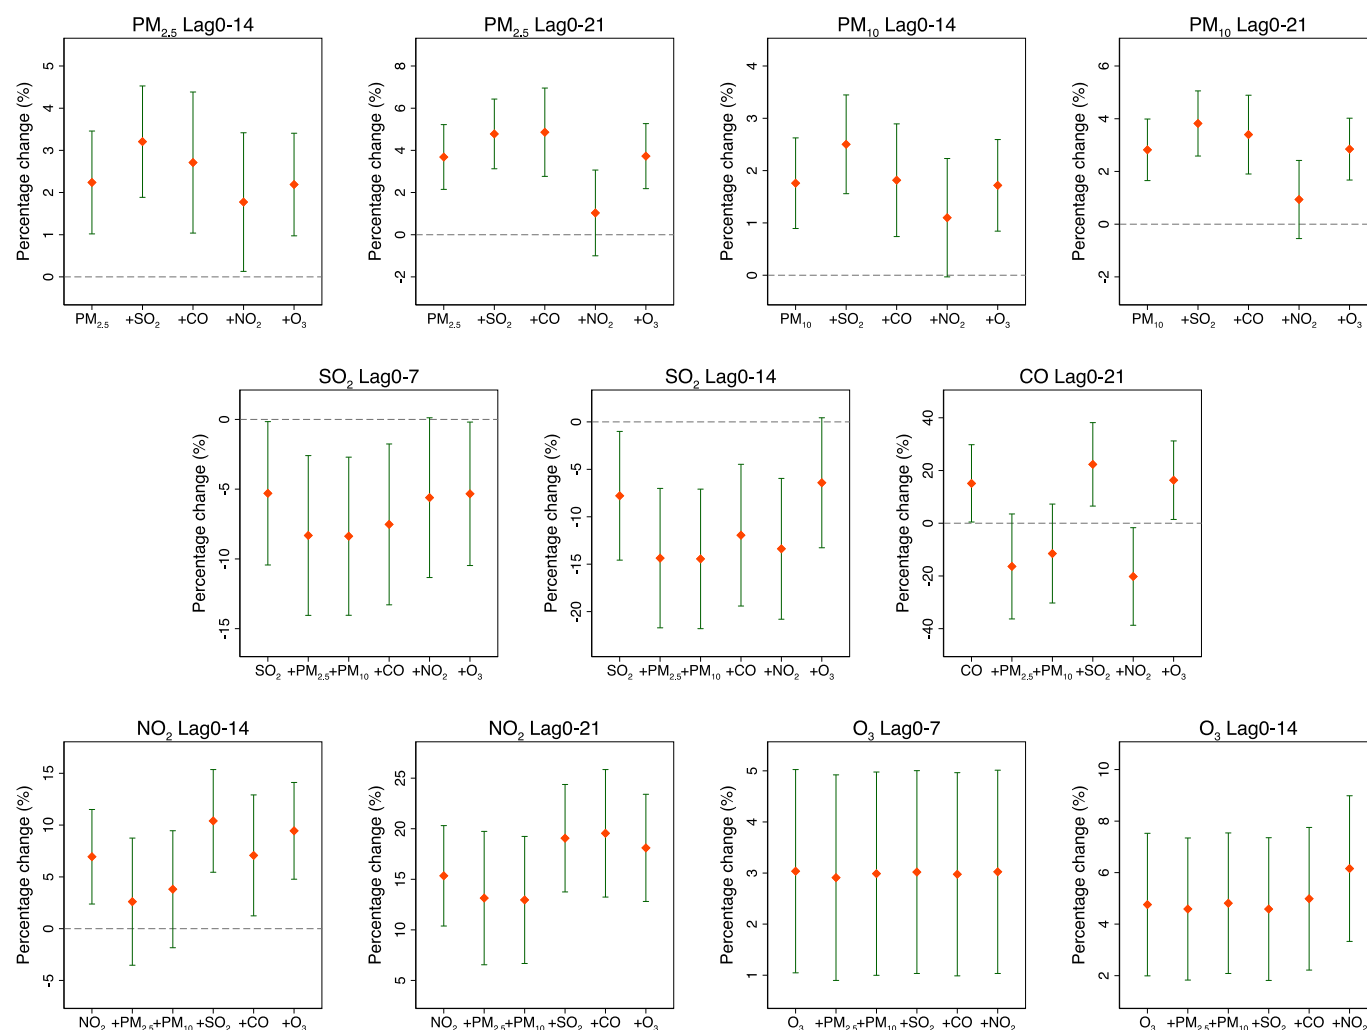 PM2.5 Lag0-14
Percentage change (%)
5
4
3
2
1
0
PM2.5 +SO2 +CO +NO2 +O3
PM2.5 Lag0-21
Percentage change (%)
8
6
4
2
0
-2
PM2.5 +SO2 +CO +NO2 +O3
PM10 Lag0-14
Percentage change (%)
4
3
2
1
0
PM10 +SO2 +CO +NO2 +O3
PM10 Lag0-21
Percentage change (%)
6
4
2
0
-2
PM10 +SO2 +CO +NO2 +O3
SO2 Lag0-7
Percentage change (%)
0
-5
-10
-15
SO2 +PM2.5 +PM10 +CO +NO2 +O3
SO2 Lag0-14
Percentage change (%)
0
-5
-10
-15
-20
SO2 +PM2.5 +PM10 +CO +NO2 +O3
CO Lag0-21
Percentage change (%)
40
20
0
-20
-40
CO +PM2.5 +PM10 +SO2 +NO2 +O3
NO2 Lag0-14
Percentage change (%)
15
10
5
0
-5
NO2 +PM2.5 +PM10 +SO2 +CO +O3
NO2 Lag0-21
Percentage change (%)
25
20
15
10
5
NO2 +PM2.5 +PM10 +SO2 +CO +O3
O3 Lag0-7
Percentage change (%)
5
4
3
2
1
O3 +PM2.5 +PM10 +SO2 +CO +NO2
O3 Lag0-14
Percentage change (%)
10
8
6
4
2
O3 +PM2.5 +PM10 +SO2 +CO +NO2